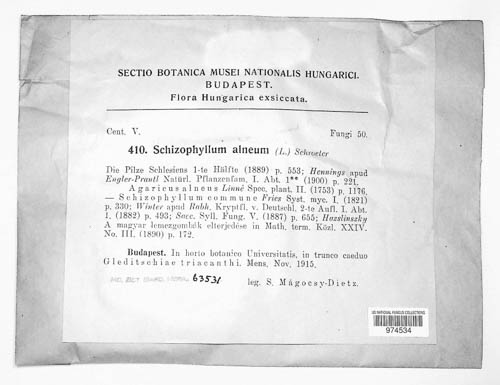 SECTIO BOTANICA MUSEI NATIONALIS HUNGARICI.
BUDAPEST.
Flora Hungarica exsiccata.
Cent. V. Fungi 50.
410. Schizophyllum alneum (L.) Schroeter
Die Pilze Schlesiens 1-te Hälfte (1889) p. 553; Hennings apud
Engler-Prantl Natürl. Pflanzenfam. I. Abt. 1** (1900) p. 221.
Agaricus alneus Linné Spec. plaat. II. (1753) p. 1176.
— Schizophyllum commune Fries Syst. myc. I. (1821)
p. 330; Winter apud Rabh. Kryptfl. v. Deutschl. 2-te Aufl. I. Abt.
I. (1882) p. 493; Sacc. Syll. Fung. V. (1887) p. 655; Hazslinszky
A magyar lemezgombák elterjedése in Math. term. Közl. XXIV.
No. III. (1890) p. 172.
Budapest. In horto botanico Universitatis, in trunco caeduo
Gleditschiae triacanthi. Mens. Nov. 1915.
63531
leg. S. Mágocsy-Dietz.
US NATIONAL FUNGUS COLLECTIONS
974534